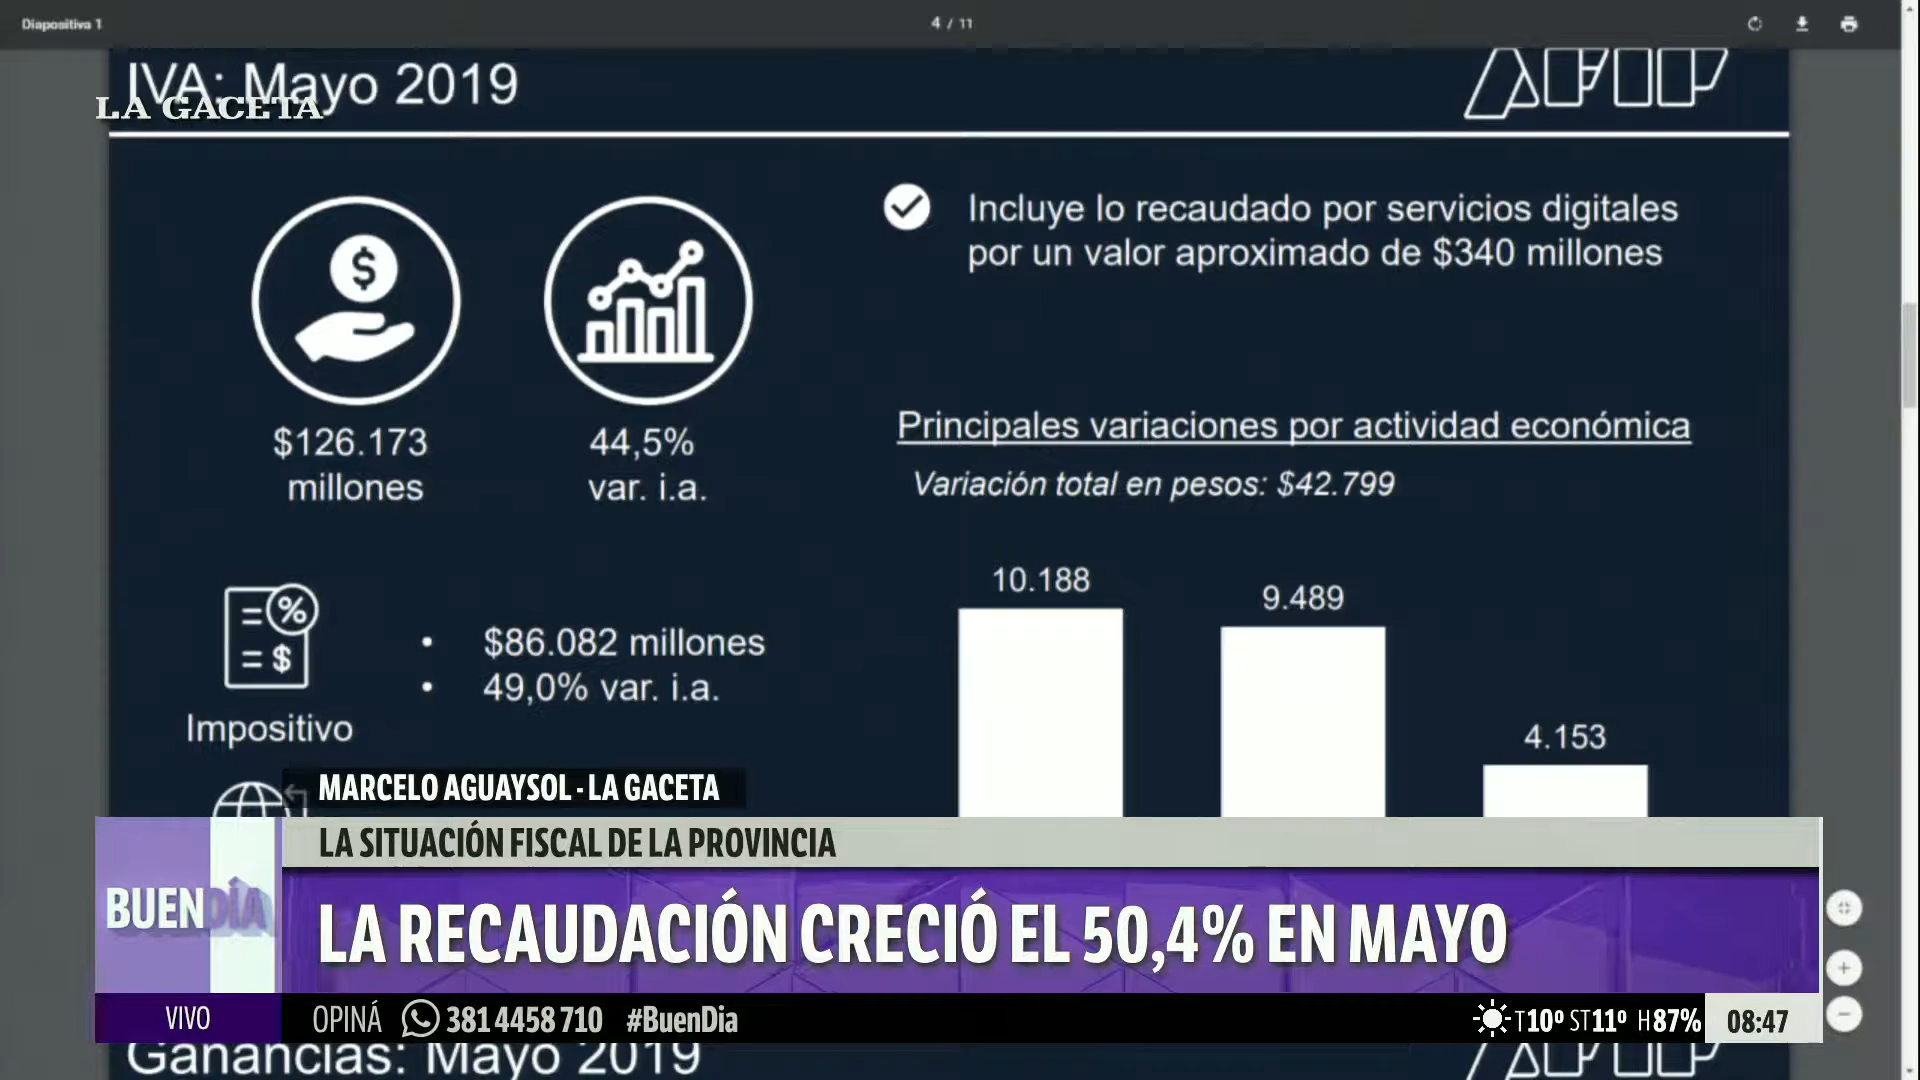 Diapositiva 1
4 / 11
IVA: Mayo 2019
AFIP
LA GACETA
Incluye lo recaudado por servicios digitales
por un valor aproximado de $340 millones
$
$126.173
millones
44,5%
var. i.a.
Principales variaciones por actividad económica
Variación total en pesos: $42.799
10.188
9.489
4.153
= %
= $
Impositivo
• $86.082 millones
• 49,0% var. i.a.
MARCELO AGUAYSOL - LA GACETA
LA SITUACIÓN FISCAL DE LA PROVINCIA
BUENDÍA
LA RECAUDACIÓN CRECIÓ EL 50,4% EN MAYO
VIVO
OPINÁ 381 4458 710 #BuenDia
T10º ST11º H87%
08:47
Ganancias: Mayo 2019
AFIP